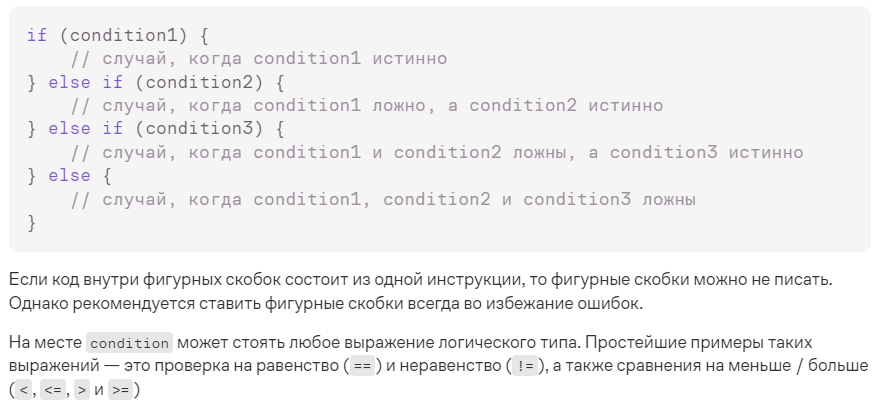 if (condition1) {
    // случай, когда condition1 истинно
} else if (condition2) {
    // случай, когда condition1 ложно, а condition2 истинно
} else if (condition3) {
    // случай, когда condition1 и condition2 ложны, а condition3 истинно
} else {
    // случай, когда condition1, condition2 и condition3 ложны
}
Если код внутри фигурных скобок состоит из одной инструкции, то фигурные скобки можно не писать.
Однако рекомендуется ставить фигурные скобки всегда во избежание ошибок.
На месте condition может стоять любое выражение логического типа. Простейшие примеры таких
выражений — это проверка на равенство (==) и неравенство (!=), а также сравнения на меньше / больше
(<, <=, > и >=)